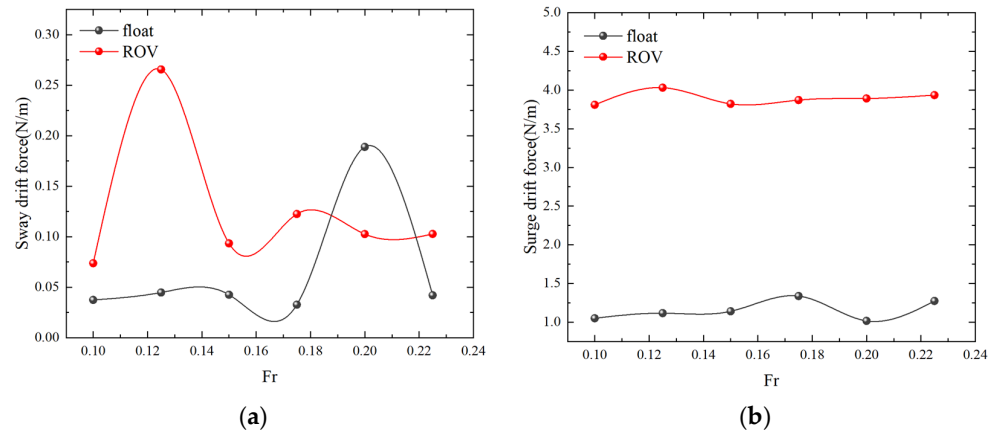 float
ROV
0.30
0.25
0.20
0.15
0.10
0.05
0.00
Sway drift force(N/m)
0.10 0.12 0.14 0.16 0.18 0.20 0.22 0.24
Fr
(a)
float
ROV
5.0
4.5
4.0
3.5
3.0
2.5
2.0
1.5
1.0
Surge drift force(N/m)
0.10 0.12 0.14 0.16 0.18 0.20 0.22 0.24
Fr
(b)